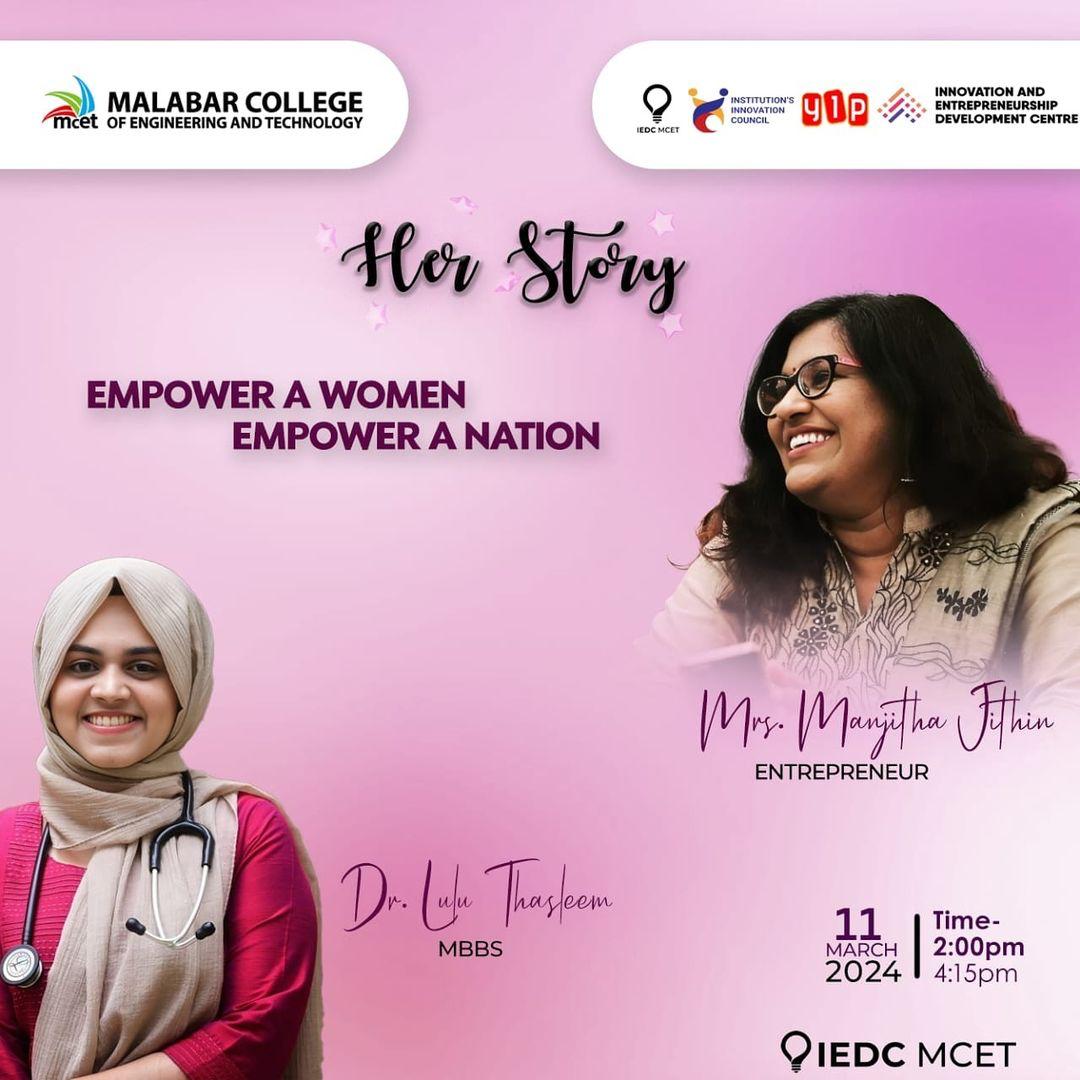 mcet
MALABAR COLLEGE
OF ENGINEERING AND TECHNOLOGY
IEDC MCET
INSTITUTION'S
INNOVATION
COUNCIL
YIP
INNOVATION AND
ENTREPRENEURSHIP
DEVELOPMENT CENTRE
Her Story
EMPOWER A WOMEN
EMPOWER A NATION
Mrs. Manjitha Jithin
ENTREPRENEUR
Dr. Lulu Thasleem
MBBS
11
MARCH
2024
Time-
2:00pm
4:15pm
IEDC MCET